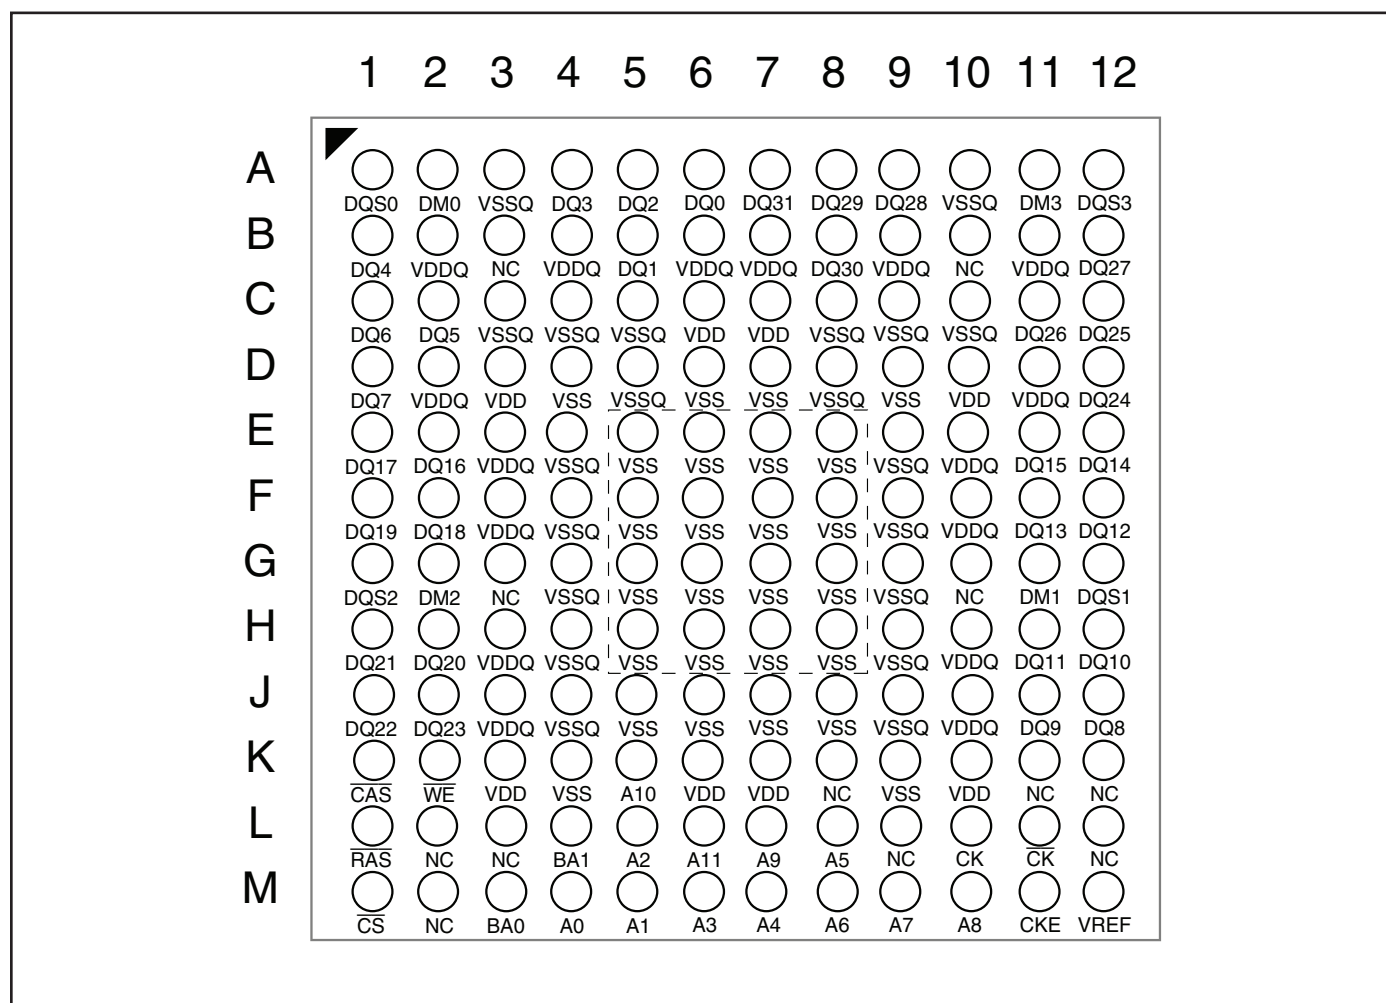 1 2 3 4 5 6 7 8 9 10 11 12
A
DQS0 DM0 VSSQ DQ3 DQ2 DQ0 DQ31 DQ29 DQ28 VSSQ DM3 DQS3
B
DQ4 VDDQ NC VDDQ DQ1 VDDQ VDDQ DQ30 VDDQ NC VDDQ DQ27
C
DQ6 DQ5 VSSQ VSSQ VSSQ VDD VDD VSSQ VSSQ VSSQ DQ26 DQ25
D
DQ7 VDDQ VDD VSS VSSQ VSS VSS VSSQ VSS VDD VDDQ DQ24
E
DQ17 DQ16 VDDQ VSSQ VSS VSS VSS VSS VSSQ VDDQ DQ15 DQ14
F
DQ19 DQ18 VDDQ VSSQ VSS VSS VSS VSS VSSQ VDDQ DQ13 DQ12
G
DQS2 DM2 NC VSSQ VSS VSS VSS VSS VSSQ NC DM1 DQS1
H
DQ21 DQ20 VDDQ VSSQ VSS VSS VSS VSS VSSQ VDDQ DQ11 DQ10
J
DQ22 DQ23 VDDQ VSSQ VSS VSS VSS VSS VSSQ VDDQ DQ9 DQ8
K
C̅A̅S̅ W̅E̅ VDD VSS A10 VDD VDD NC VSS VDD NC NC
L
R̅A̅S̅ NC NC BA1 A2 A11 A9 A5 NC CK C̅K̅ NC
M
C̅S̅ NC BA0 A0 A1 A3 A4 A6 A7 A8 CKE VREF